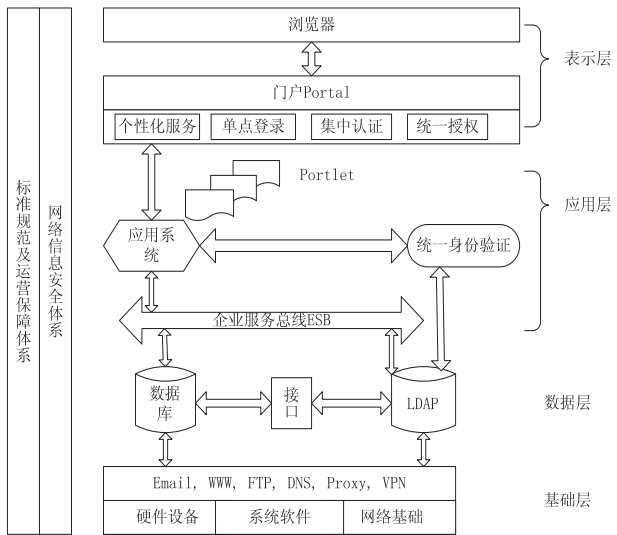 浏览器
表示层
门户Portal
个性化服务
单点登录
集中认证
统一授权
标准规范及运营保障体系
网络信息安全体系
Portlet
应用层
应用系
统
统一身份验证
企业服务总线ESB
数据
库
接
口
LDAP
数据层
Email, WWW, FTP, DNS, Proxy, VPN
基础层
硬件设备
系统软件
网络基础